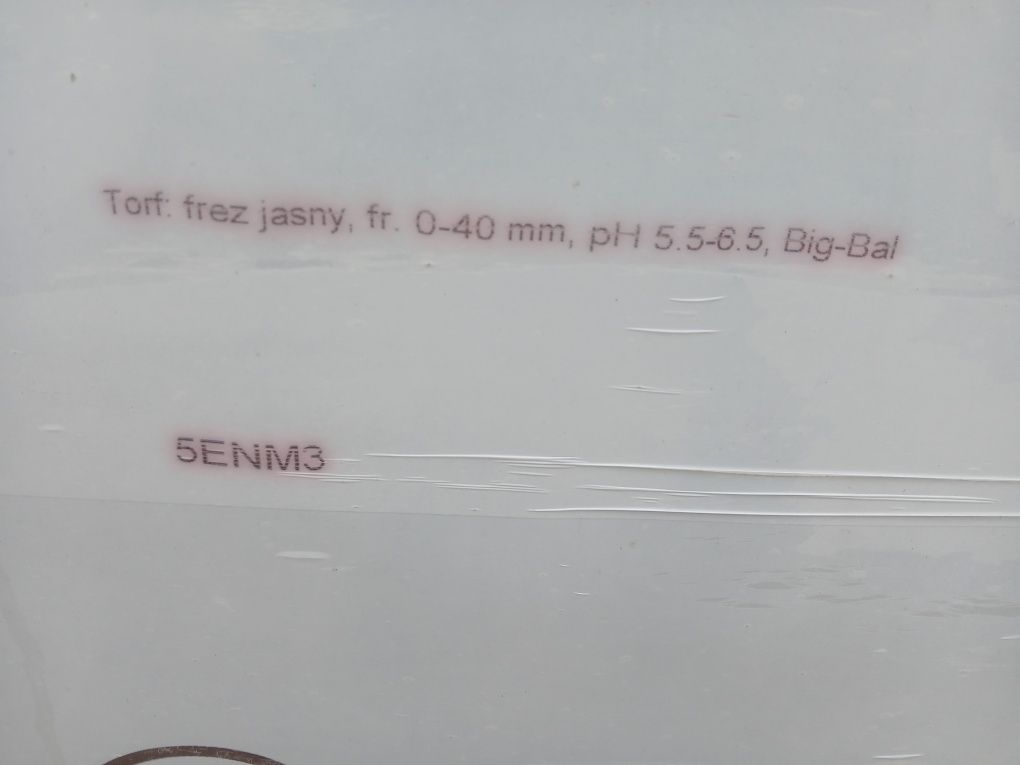 Torf: frez jasny, fr. 0-40 mm, pH 5.5-6.5, Big-Bal
5ENM3